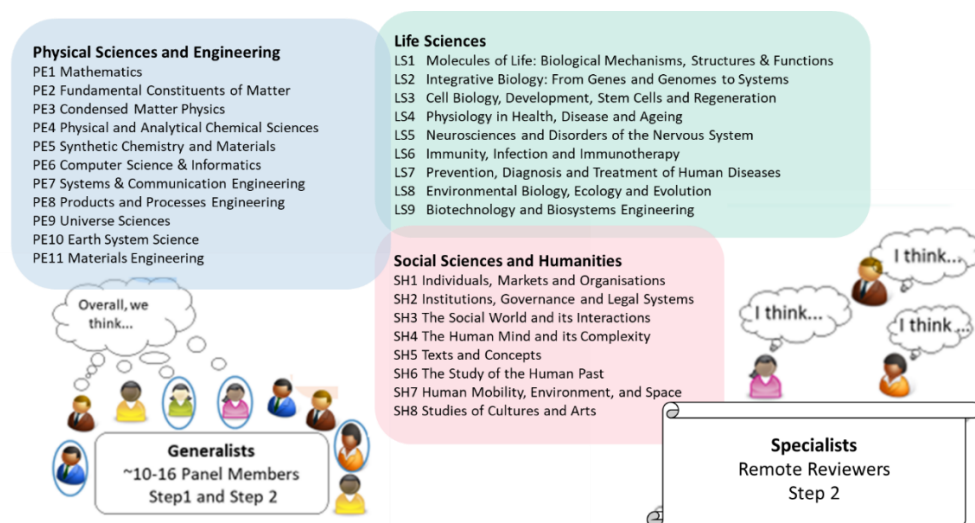 Physical Sciences and Engineering
PE1 Mathematics
PE2 Fundamental Constituents of Matter
PE3 Condensed Matter Physics
PE4 Physical and Analytical Chemical Sciences
PE5 Synthetic Chemistry and Materials
PE6 Computer Science & Informatics
PE7 Systems & Communication Engineering
PE8 Products and Processes Engineering
PE9 Universe Sciences
PE10 Earth System Science
PE11 Materials Engineering
Life Sciences
LS1 Molecules of Life: Biological Mechanisms, Structures & Functions
LS2 Integrative Biology: From Genes and Genomes to Systems
LS3 Cell Biology, Development, Stem Cells and Regeneration
LS4 Physiology in Health, Disease and Ageing
LS5 Neurosciences and Disorders of the Nervous System
LS6 Immunity, Infection and Immunotherapy
LS7 Prevention, Diagnosis and Treatment of Human Diseases
LS8 Environmental Biology, Ecology and Evolution
LS9 Biotechnology and Biosystems Engineering
Social Sciences and Humanities
SH1 Individuals, Markets and Organisations
SH2 Institutions, Governance and Legal Systems
SH3 The Social World and its Interactions
SH4 The Human Mind and its Complexity
SH5 Texts and Concepts
SH6 The Study of the Human Past
SH7 Human Mobility, Environment, and Space
SH8 Studies of Cultures and Arts
Overall, we
think...
Generalists
~10-16 Panel Members
Step1 and Step 2
I think...
I think...
I think ...
Specialists
Remote Reviewers
Step 2